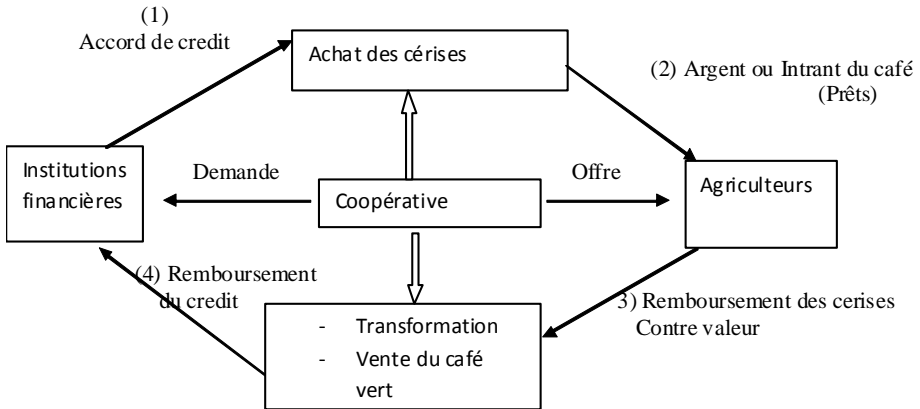 (1)
Accord de credit
Achat des cérises
(2) Argent ou Intrant du café
(Prêts)
Institutions
financières
Demande
Coopérative
Offre
Agriculteurs
(4) Remboursement
du credit
3) Remboursement des cerises
Contre valeur
- Transformation
- Vente du café
vert